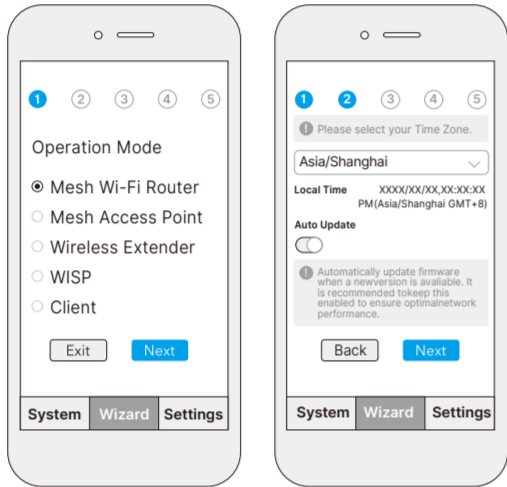 1 2 3 4 5
Operation Mode
Mesh Wi-Fi Router
Mesh Access Point
Wireless Extender
WISP
Client
Exit Next
System Wizard Settings
1 2 3 4 5
Please select your Time Zone.
Asia/Shanghai
Local Time XXXX/XX/XX,XX:XX:XX
PM(Asia/Shanghai GMT+8)
Auto Update
Automatically update firmware
when a newversion is avaliable. It
is recommended tokeep this
enabled to ensure optimalnetwork
performance.
Back Next
System Wizard Settings